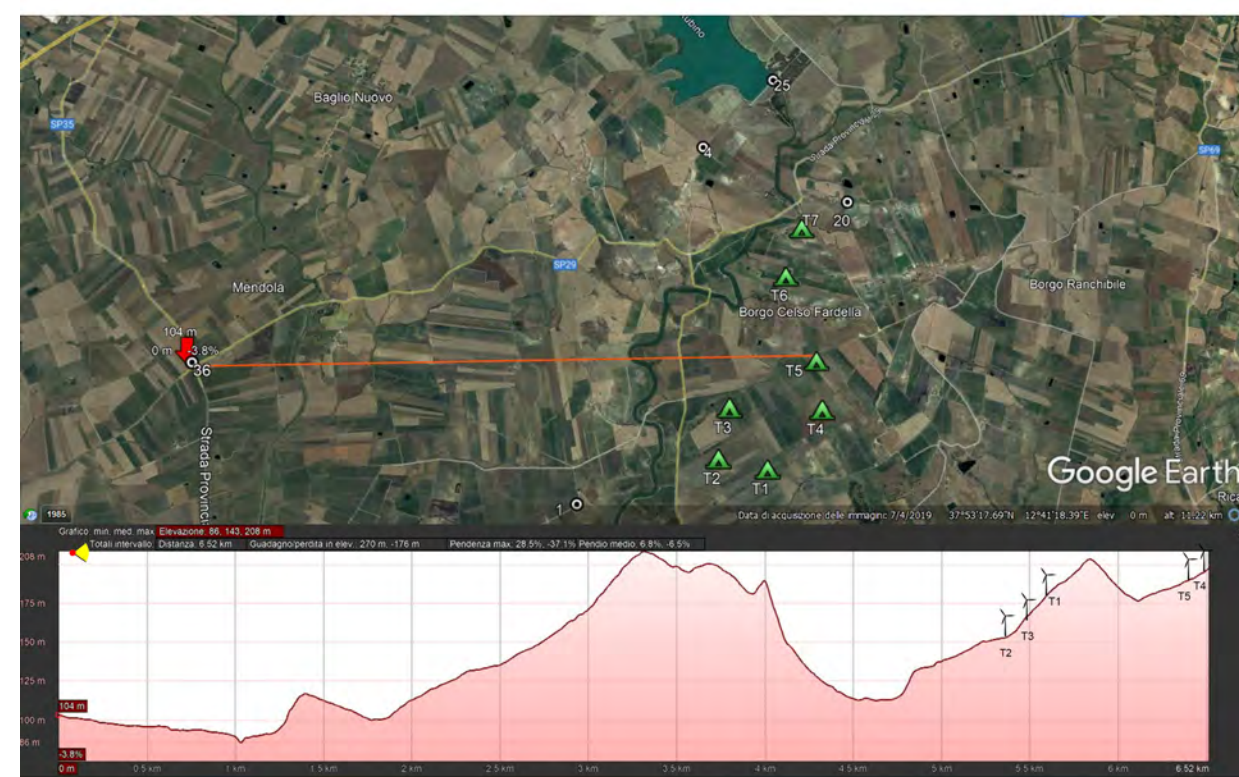 Rubino
25
Baglio Nuovo
SP35
4
Strada Provinciale
SP69
T7
20
SP29
T6
Mendola
Borgo Ranchibile
Borgo Celso Fardella
104 m
0 m -3.8%
36
T5
T3
T4
Strada Provinc
T2
T1
Google Earth
Rica
1
1985
Data di acquisizione delle immagini: 7/4/2019 37°53'17.69"N 12°41'18.39"E elev 0 m alt 11.22 km
Grafico min, med, max Elevazione: 86, 143, 208 m
Totali intervallo: Distanza: 6.52 km Guadagno/perdita in elev.: 270 m, -176 m Pendenza max: 28.5%, -37.1% Pendio medio: 6.8%, -6.5%
208 m
175 m
T5 T4
T1
150 m
T3
T2
125 m
104 m
100 m
86 m
-3.8%
0 m 0.5 km 1 km 1.5 km 2 km 2.5 km 3 km 3.5 km 4 km 4.5 km 5 km 5.5 km 6 km 6.52 km